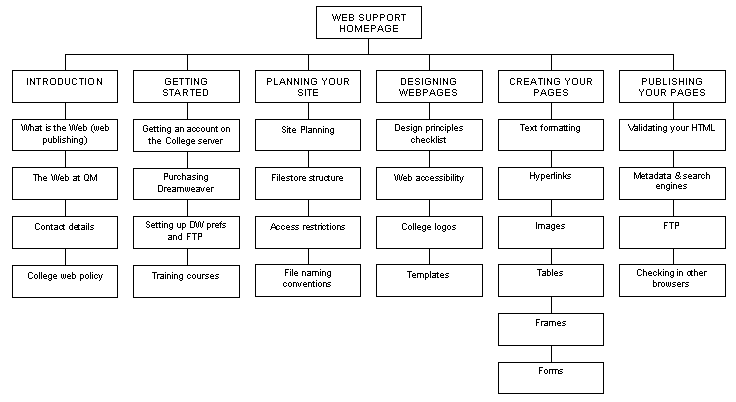 WEB SUPPORT
HOMEPAGE
INTRODUCTION
What is the Web (web
publishing)
The Web at QM
Contact details
College web policy
GETTING
STARTED
Getting an account on
the College server
Purchasing
Dreamweaver
Setting up DW prefs
and FTP
Training courses
PLANNING YOUR
SITE
Site Planning
Filestore structure
Access restrictions
File naming
conventions
DESIGNING
WEBPAGES
Design principles
checklist
Web accessibility
College logos
Templates
CREATING YOUR
PAGES
Text formatting
Hyperlinks
Images
Tables
Frames
Forms
PUBLISHING
YOUR PAGES
Validating your HTML
Metadata & search
engines
FTP
Checking in other
browsers